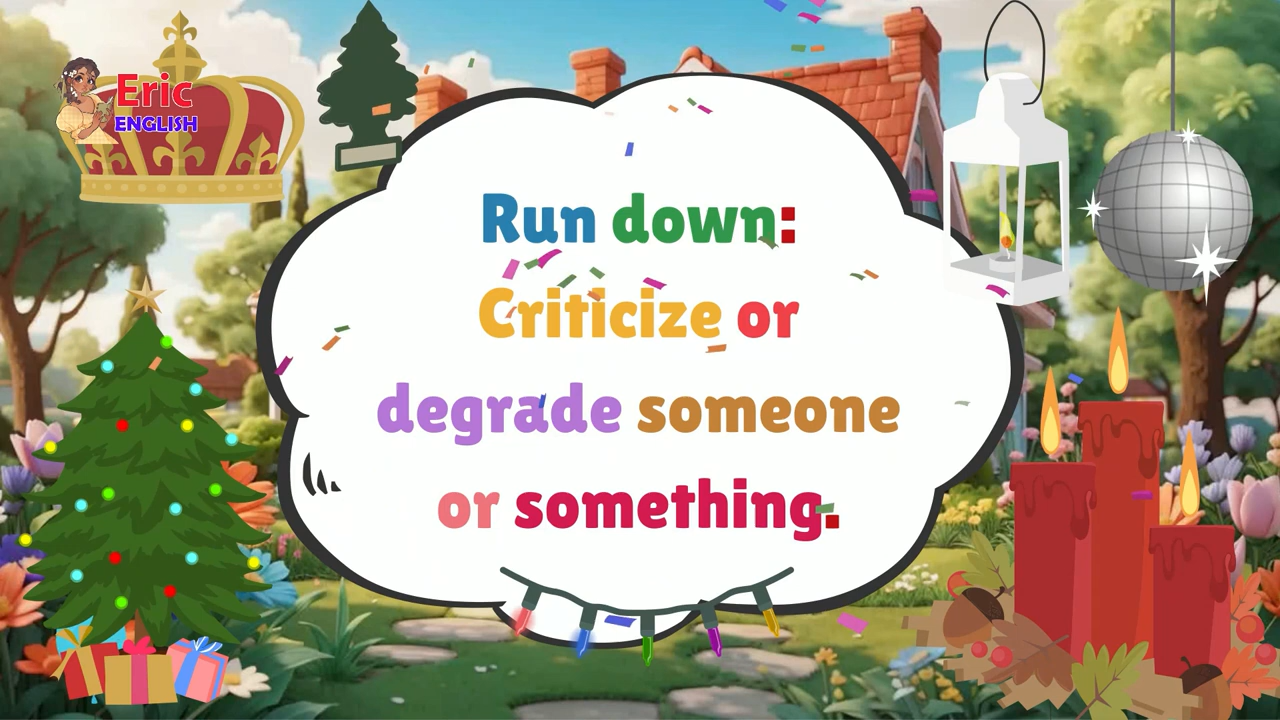 Eric
ENGLISH
Run down:
Criticize or
degrade someone
or something.